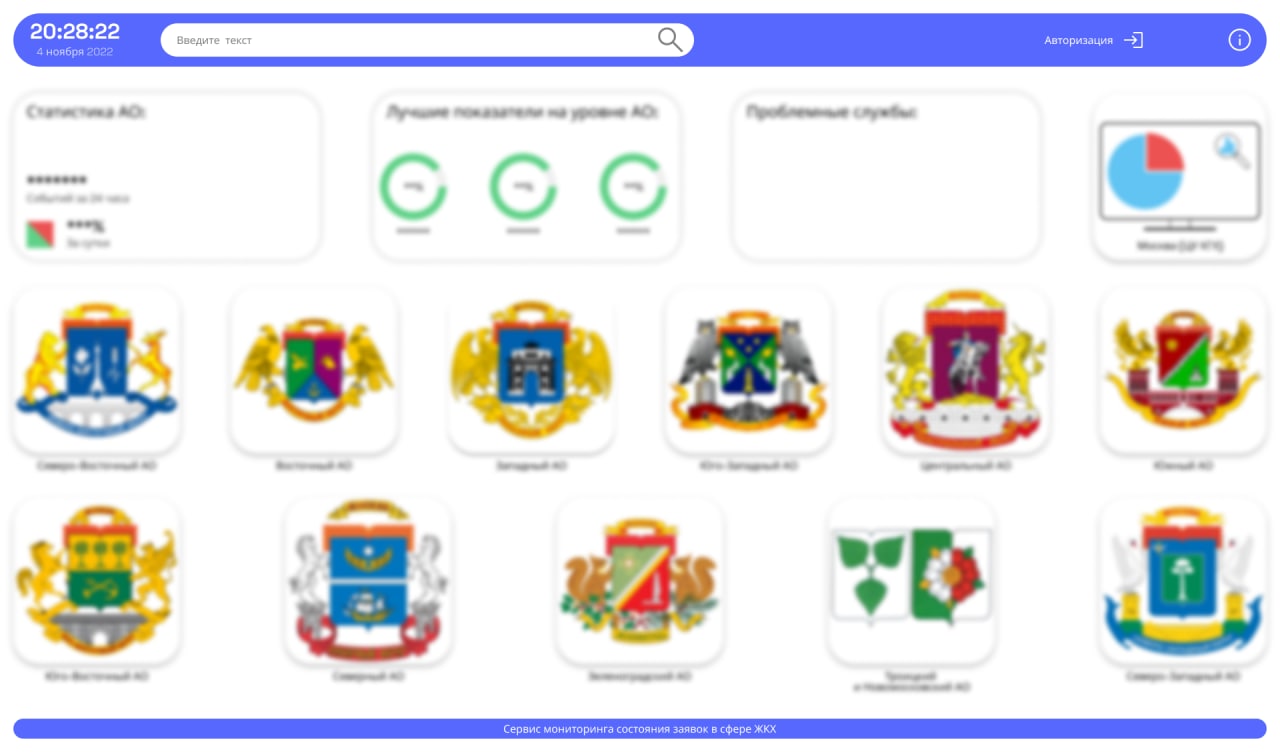 20:28:22
4 ноября 2022
Введите текст
Авторизация
Статистика АО:
Лучшие показатели на уровне АО:
Проблемные службы:
*******
Событий за 24 часа
***%
За сутки
**%
**%
**%
Северо-Восточный АО
Восточный АО
Западный АО
Юго-Западный АО
Центральный АО
Южный АО
Юго-Восточный АО
Северный АО
Зеленоградский АО
Троицкий
и Новомосковский АО
Северо-Западный АО
Сервис мониторинга состояния заявок в сфере ЖКХ